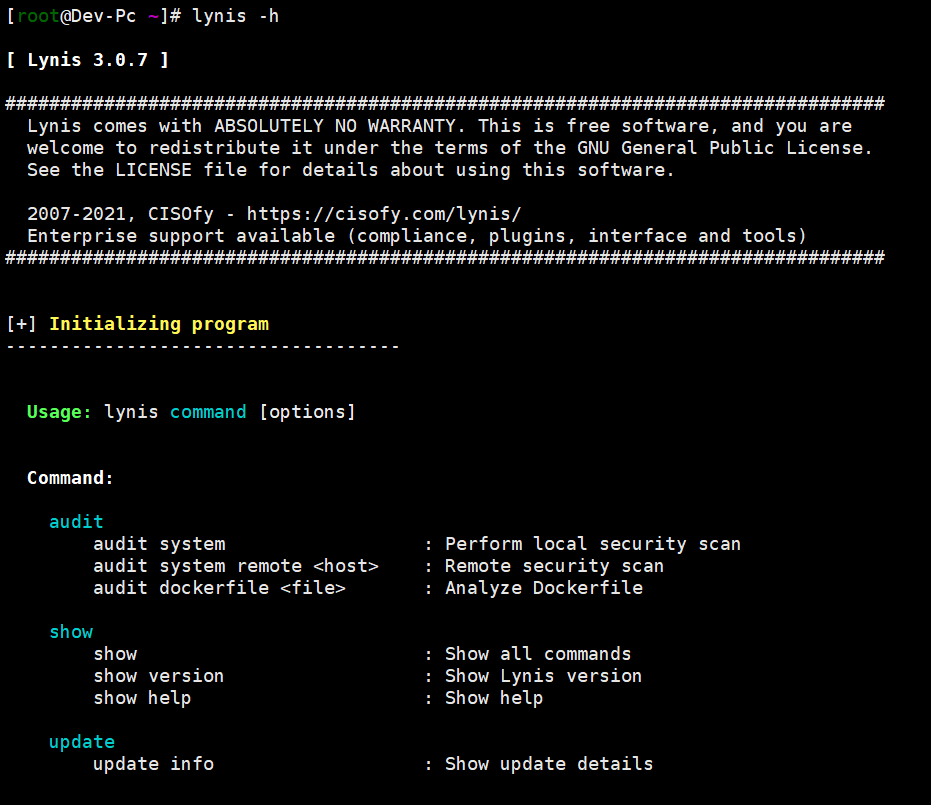 [root@Dev-Pc ~]# lynis -h
[ Lynis 3.0.7 ]
################################################################################
Lynis comes with ABSOLUTELY NO WARRANTY. This is free software, and you are
welcome to redistribute it under the terms of the GNU General Public License.
See the LICENSE file for details about using this software.
2007-2021, CISOfy - https://cisofy.com/lynis/
Enterprise support available (compliance, plugins, interface and tools)
################################################################################
[+] Initializing program
------------------------------------
Usage: lynis command [options]
Command:
audit
audit system : Perform local security scan
audit system remote <host> : Remote security scan
audit dockerfile <file> : Analyze Dockerfile
show
show : Show all commands
show version : Show Lynis version
show help : Show help
update
update info : Show update details